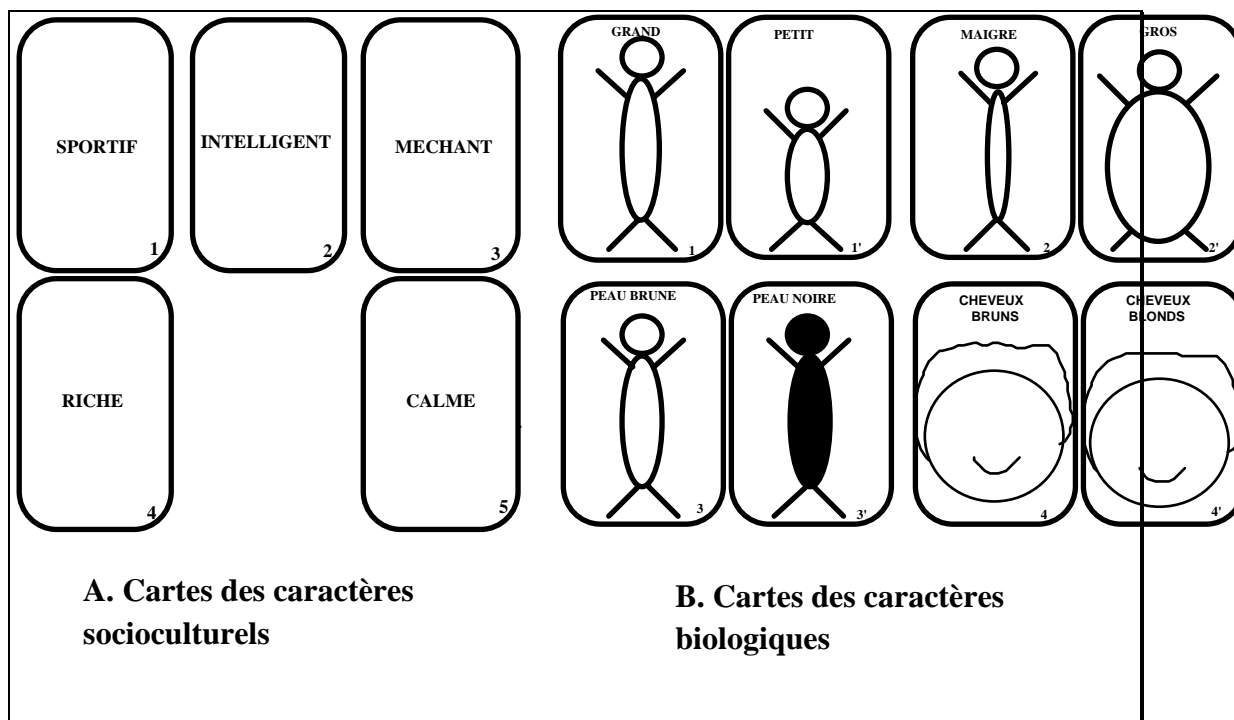 SPORTIF
1
INTELLIGENT
2
MECHANT
3
RICHE
4
CALME
5
A. Cartes des caractères
socioculturels
GRAND
1
PETIT
1'
MAIGRE
2
GROS
2'
PEAU BRUNE
3
PEAU NOIRE
3'
CHEVEUX
BRUNS
4
CHEVEUX
BLONDS
4'
B. Cartes des caractères
biologiques